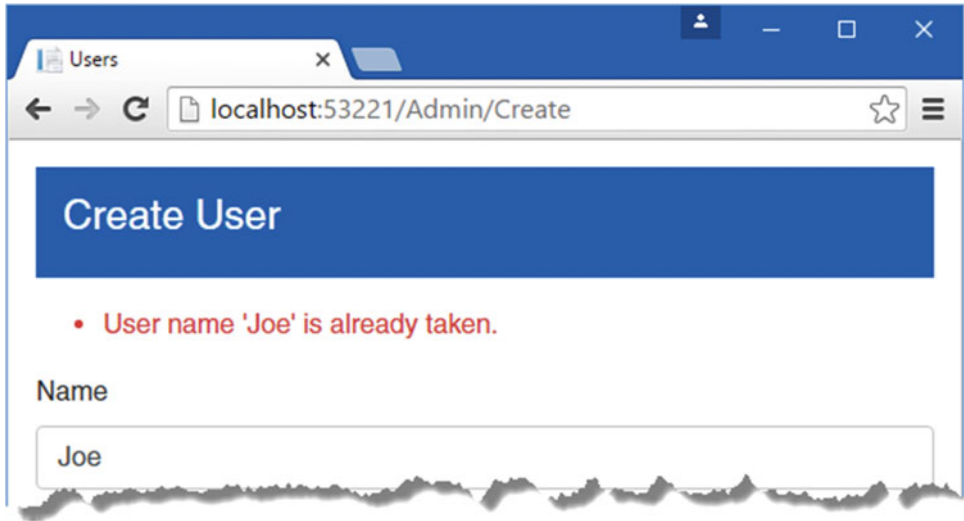 Users
localhost:53221/Admin/Create
Create User
• User name 'Joe' is already taken.
Name
Joe